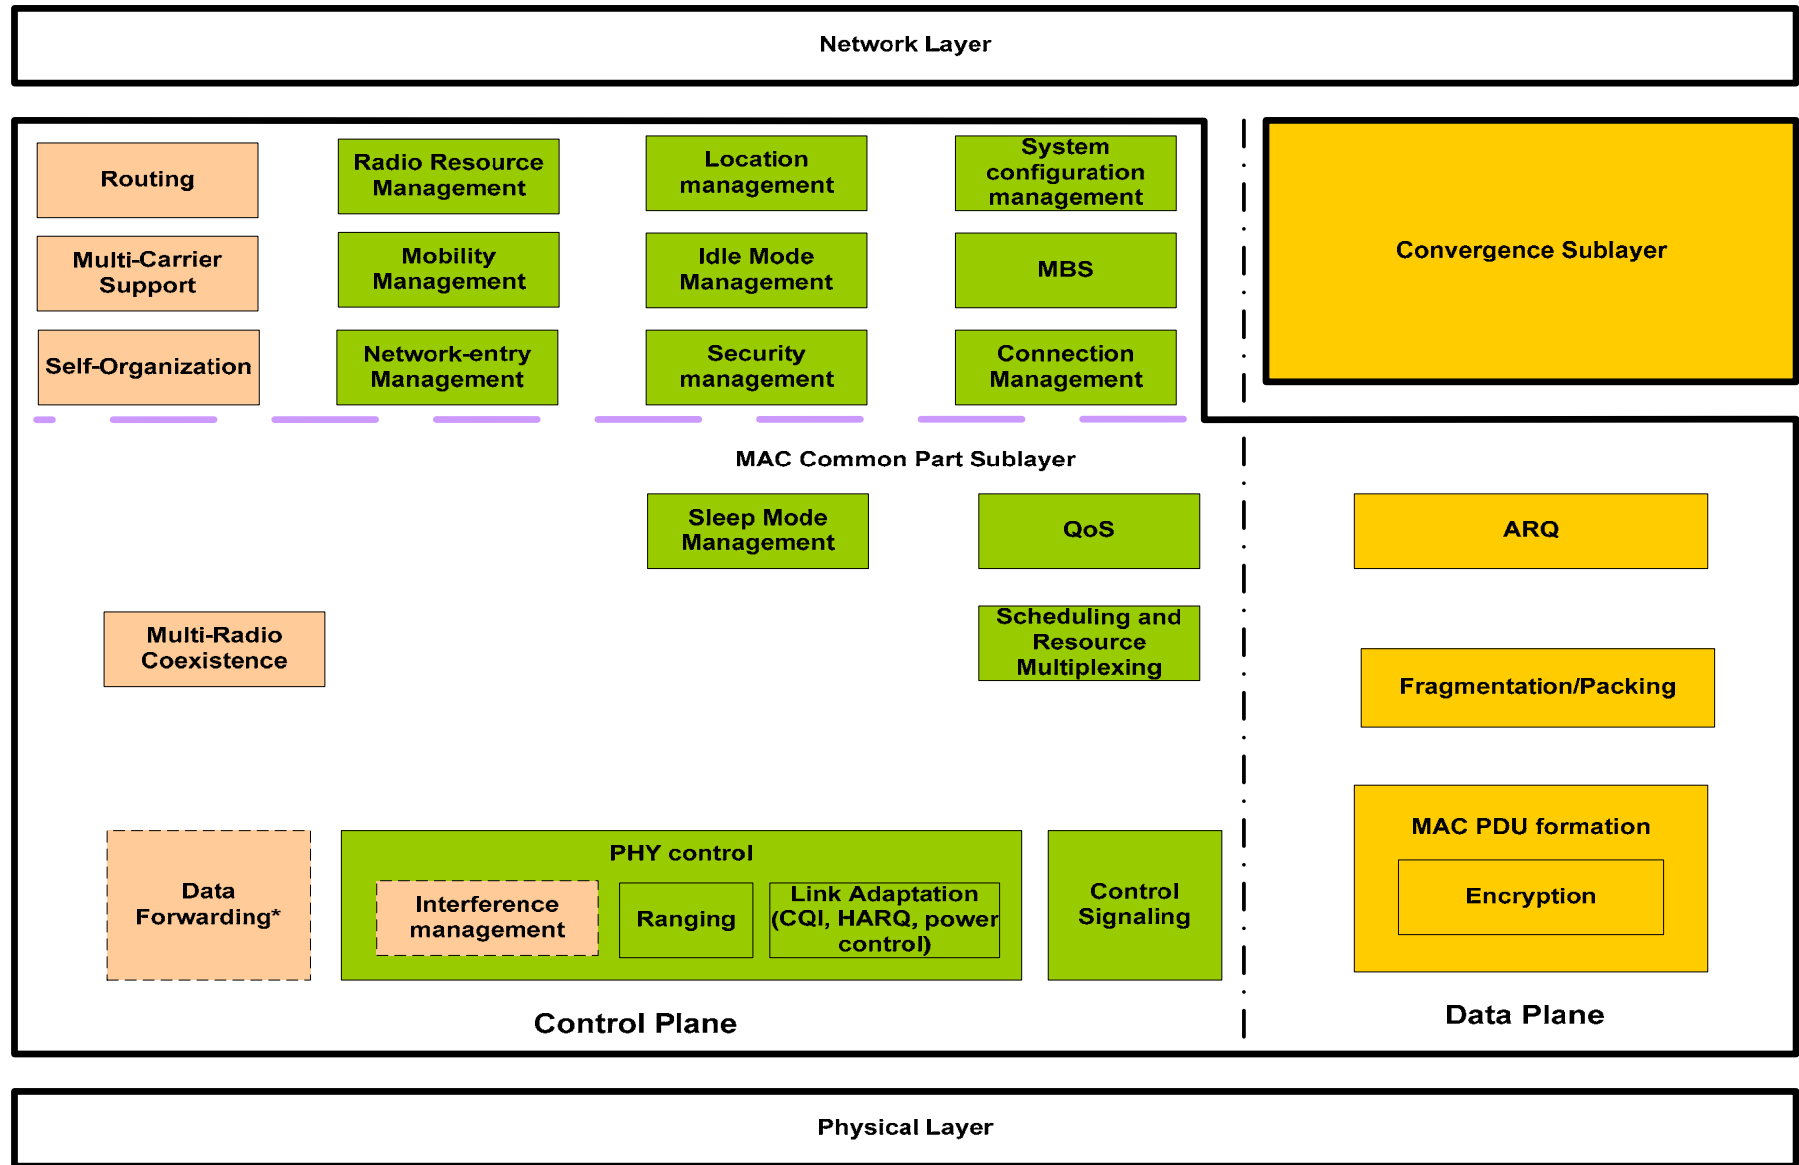 Network Layer
Routing
Radio Resource
Management
Location
management
System
configuration
management
Convergence Sublayer
Multi-Carrier
Support
Mobility
Management
Idle Mode
Management
MBS
Self-Organization
Network-entry
Management
Security
management
Connection
Management
MAC Common Part Sublayer
Sleep Mode
Management
QoS
ARQ
Multi-Radio
Coexistence
Scheduling and
Resource
Multiplexing
Fragmentation/Packing
Data
Forwarding*
PHY control
Interference
management
Ranging
Link Adaptation
(CQI, HARQ, power
control)
Control
Signaling
MAC PDU formation
Encryption
Control Plane
Data Plane
Physical Layer